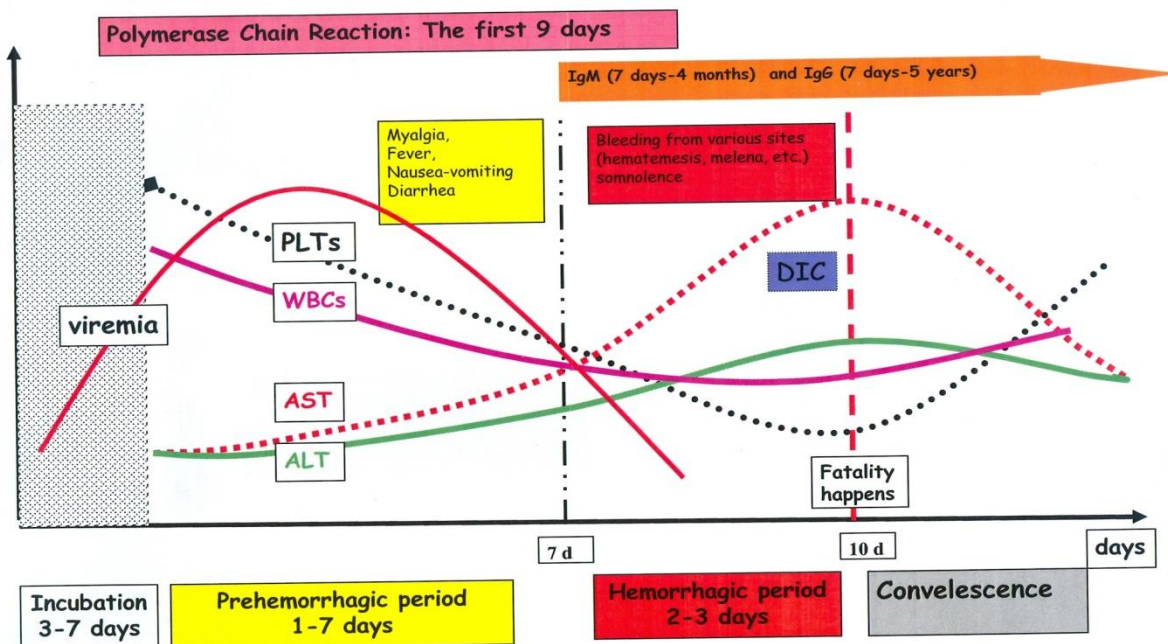 Polymerase Chain Reaction: The first 9 days
IgM (7 days-4 months) and IgG (7 days-5 years)
Myalgia,
Fever,
Nausea-vomiting
Diarrhea
Bleeding from various sites
(hematemesis, melena, etc.)
somnolence
PLTs
DIC
WBCs
viremia
AST
ALT
Fatality
happens
7 d
10 d
days
Incubation
3-7 days
Prehemorrhagic period
1-7 days
Hemorrhagic period
2-3 days
Convelescence